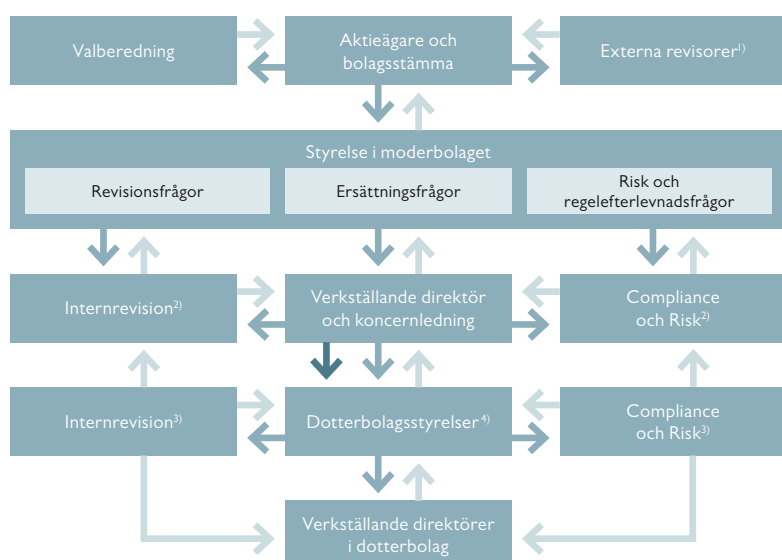 Valberedning
Aktieägare och
bolagsstämma
Externa revisorer1)
Styrelse i moderbolaget
Revisionsfrågor
Ersättningsfrågor
Risk och
regelefterlevnadsfrågor
Internrevision2)
Verkställande direktör
och koncernledning
Compliance
och Risk2)
Internrevision3)
Dotterbolagsstyrelser4)
Compliance
och Risk3)
Verkställande direktörer
i dotterbolag